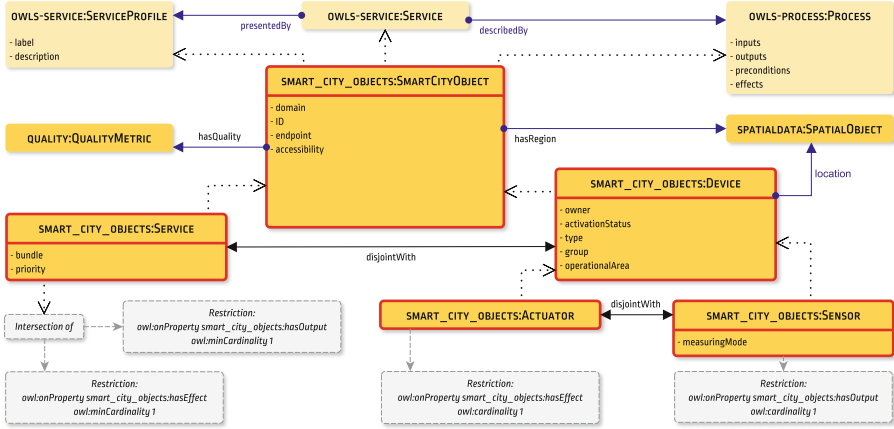 OWLS-SERVICE:SERVICEPROFILE
- label
- description
presentedBy
OWLS-SERVICE:SERVICE
describedBy
OWLS-PROCESS:PROCESS
- inputs
- outputs
- preconditions
- effects
SMART_CITY_OBJECTS:SMARTCITYOBJECT
- domain
- ID
- endpoint
- accessibility
QUALITY:QUALITYMETRIC
hasQuality
hasRegion
SPATIALDATA:SPATIALOBJECT
location
SMART_CITY_OBJECTS:DEVICE
- owner
- activationStatus
- type
- group
- operationalArea
SMART_CITY_OBJECTS:SERVICE
- bundle
- priority
disjointWith
Intersection of
Restriction:
owl:onProperty smart_city_objects:hasOutput
owl:minCardinality 1
Restriction:
owl:onProperty smart_city_objects:hasEffect
owl:minCardinality 1
SMART_CITY_OBJECTS:ACTUATOR
disjointWith
SMART_CITY_OBJECTS:SENSOR
- measuringMode
Restriction:
owl:onProperty smart_city_objects:hasEffect
owl:cardinality 1
Restriction:
owl:onProperty smart_city_objects:hasOutput
owl:cardinality 1